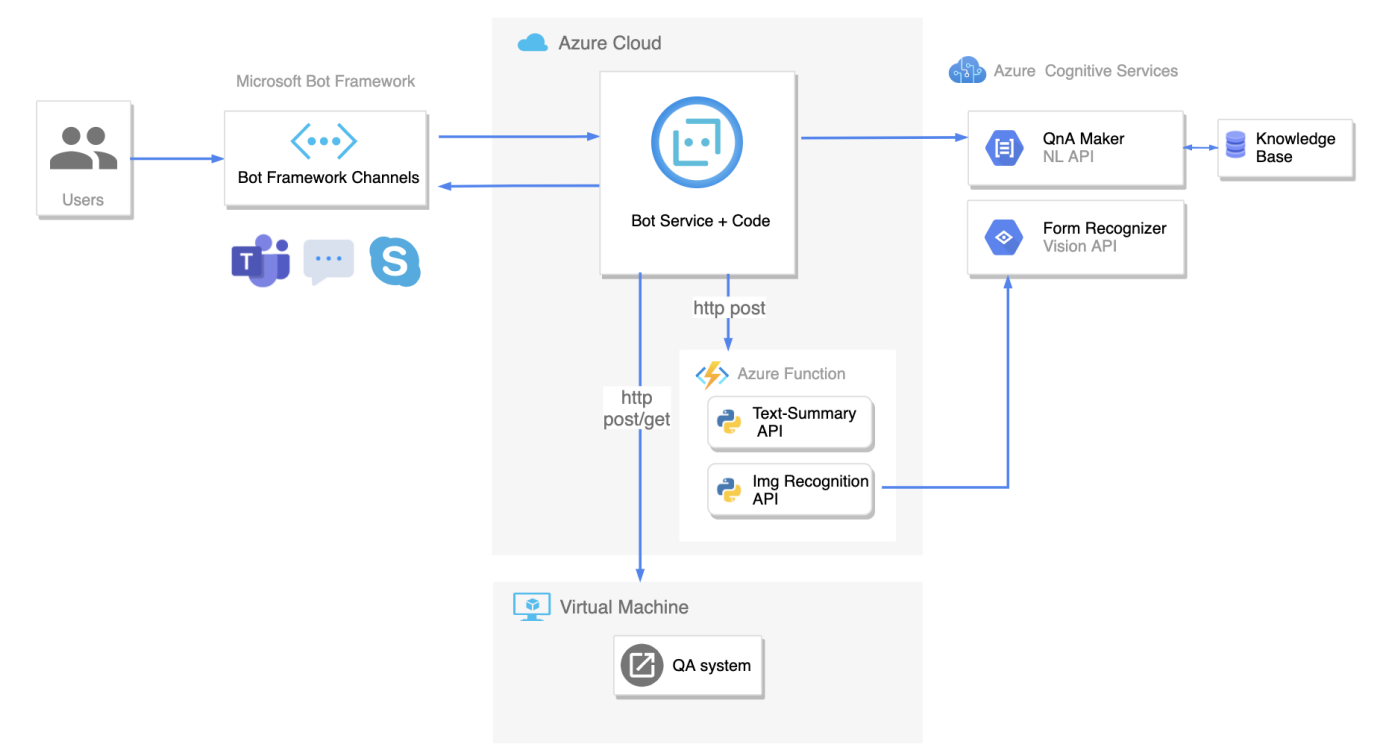 Azure Cloud
Microsoft Bot Framework
Azure Cognitive Services
Users
Bot Framework Channels
T
S
Bot Service + Code
QnA Maker
NL API
Knowledge
Base
Form Recognizer
Vision API
http post
http
post/get
Azure Function
Text-Summary
API
Img Recognition
API
Virtual Machine
QA system